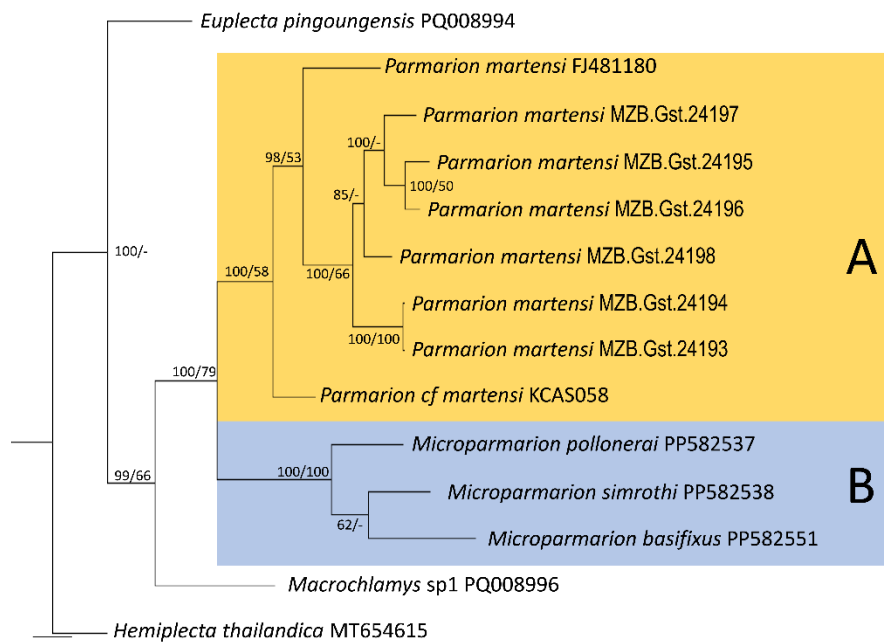 Euplecta pingoungensis PQ008994
Parmarion martensi FJ481180
Parmarion martensi MZB.Gst.24197
98/53
100/-
Parmarion martensi MZB.Gst.24195
100/50
85/-
Parmarion martensi MZB.Gst.24196
A
100/-
Parmarion martensi MZB.Gst.24198
100/58
100/66
Parmarion martensi MZB.Gst.24194
100/100
Parmarion martensi MZB.Gst.24193
100/79
Parmarion cf martensi KCAS058
Microparmarion pollonerai PP582537
100/100
99/66
Microparmarion simrothi PP582538
B
62/-
Microparmarion basifixus PP582551
Macrochlamys sp1 PQ008996
Hemiplecta thailandica MT654615